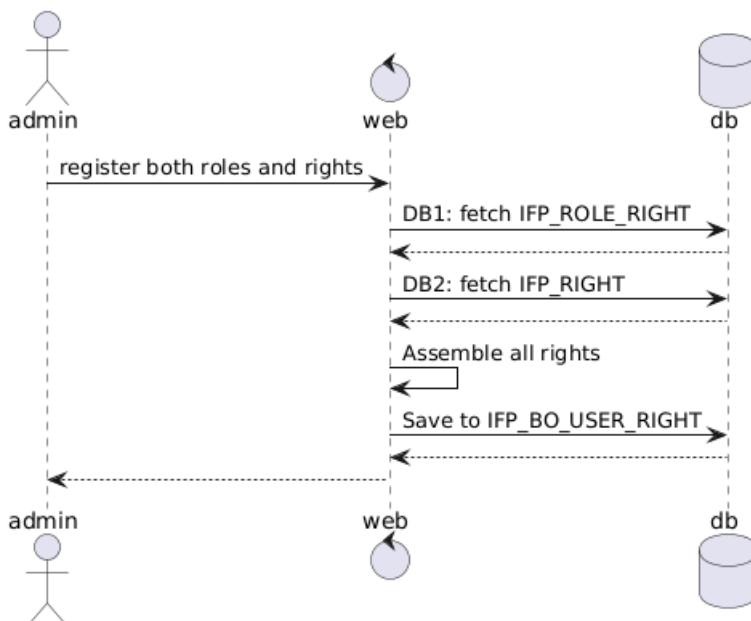 admin
web
db
register both roles and rights
DB1: fetch IFP_ROLE_RIGHT
DB2: fetch IFP_RIGHT
Assemble all rights
Save to IFP_BO_USER_RIGHT
admin
web
db